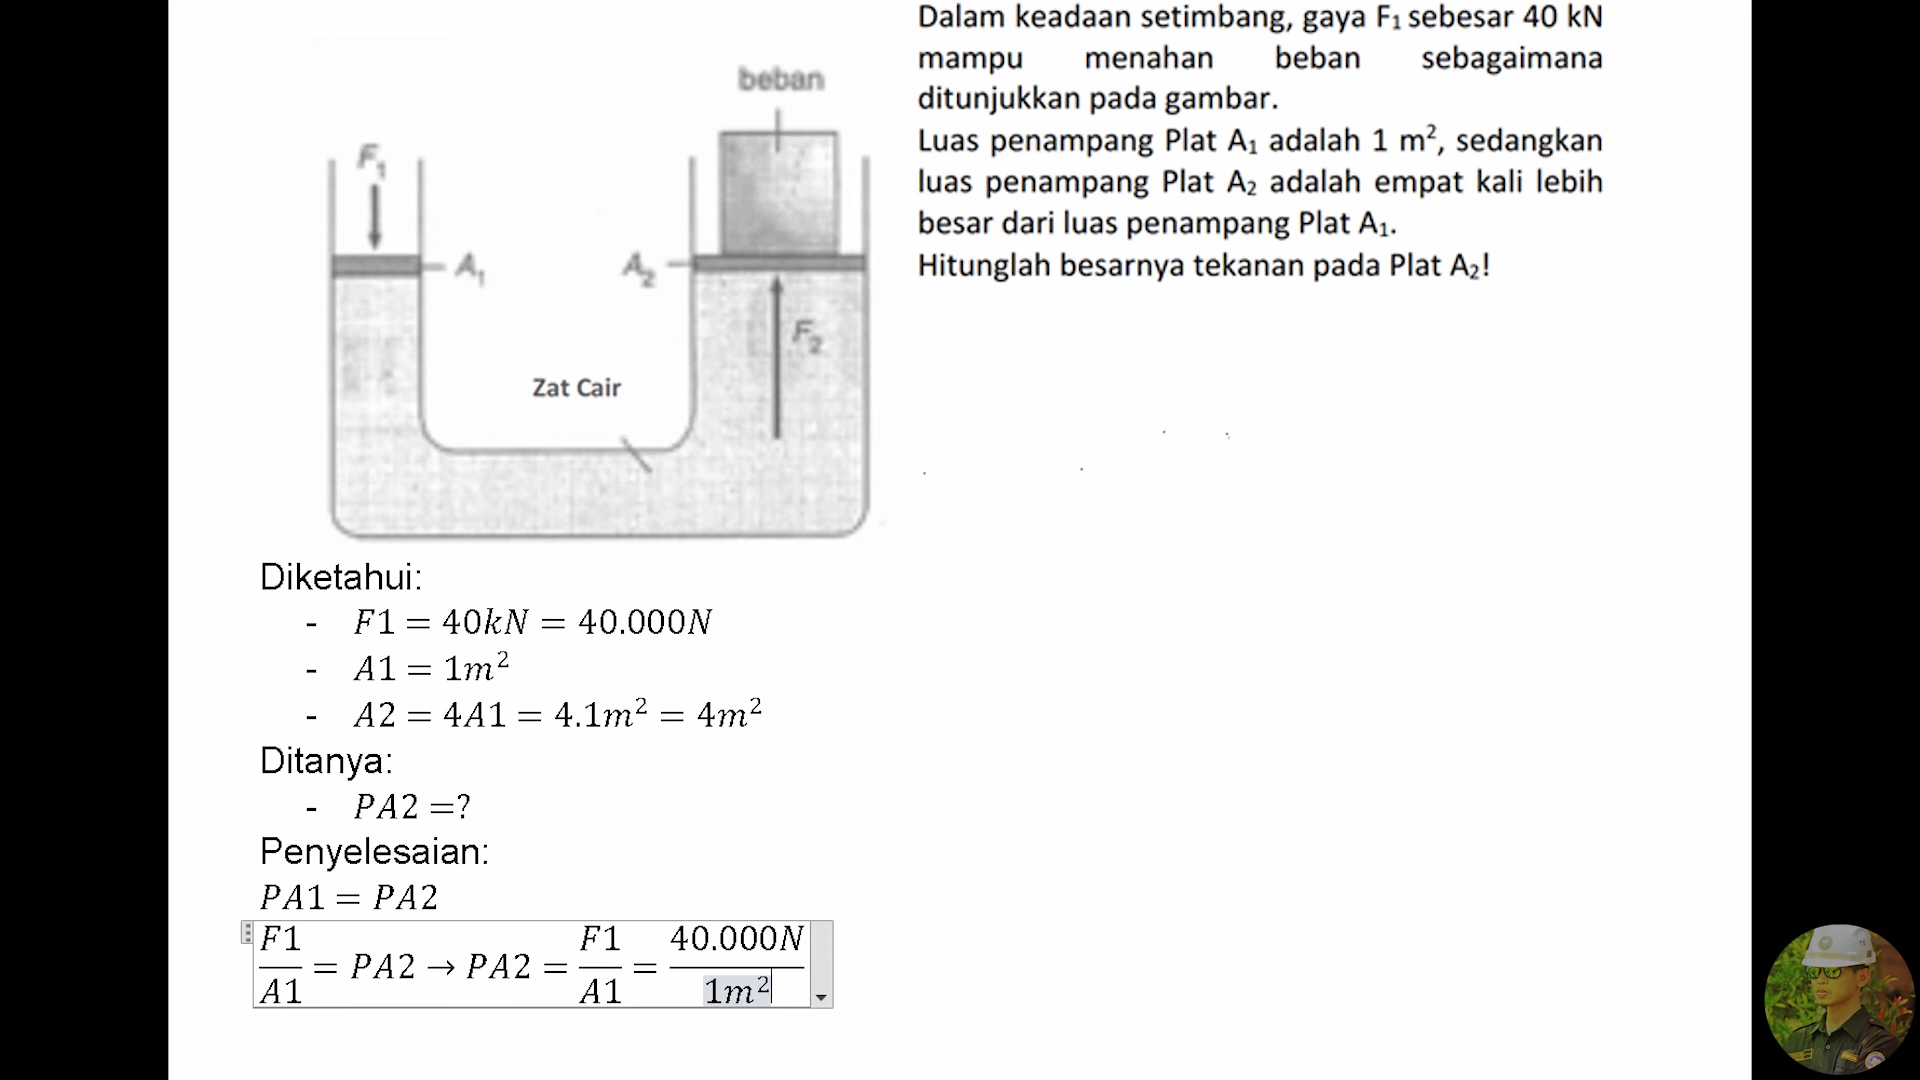 Dalam keadaan setimbang, gaya F₁ sebesar 40 kN
mampu menahan beban sebagaimana
ditunjukkan pada gambar.
Luas penampang Plat A₁ adalah 1 m², sedangkan
luas penampang Plat A₂ adalah empat kali lebih
besar dari luas penampang Plat A₁.
Hitunglah besarnya tekanan pada Plat A₂!
beban
F₁
A₁
A₂
F₂
Zat Cair
Diketahui:
- F1 = 40kN = 40.000N
- A1 = 1m²
- A2 = 4A1 = 4.1m² = 4m²
Ditanya:
- PA2 =?
Penyelesaian:
PA1 = PA2
F1/A1 = PA2 → PA2 = F1/A1 = 40.000N/1m²